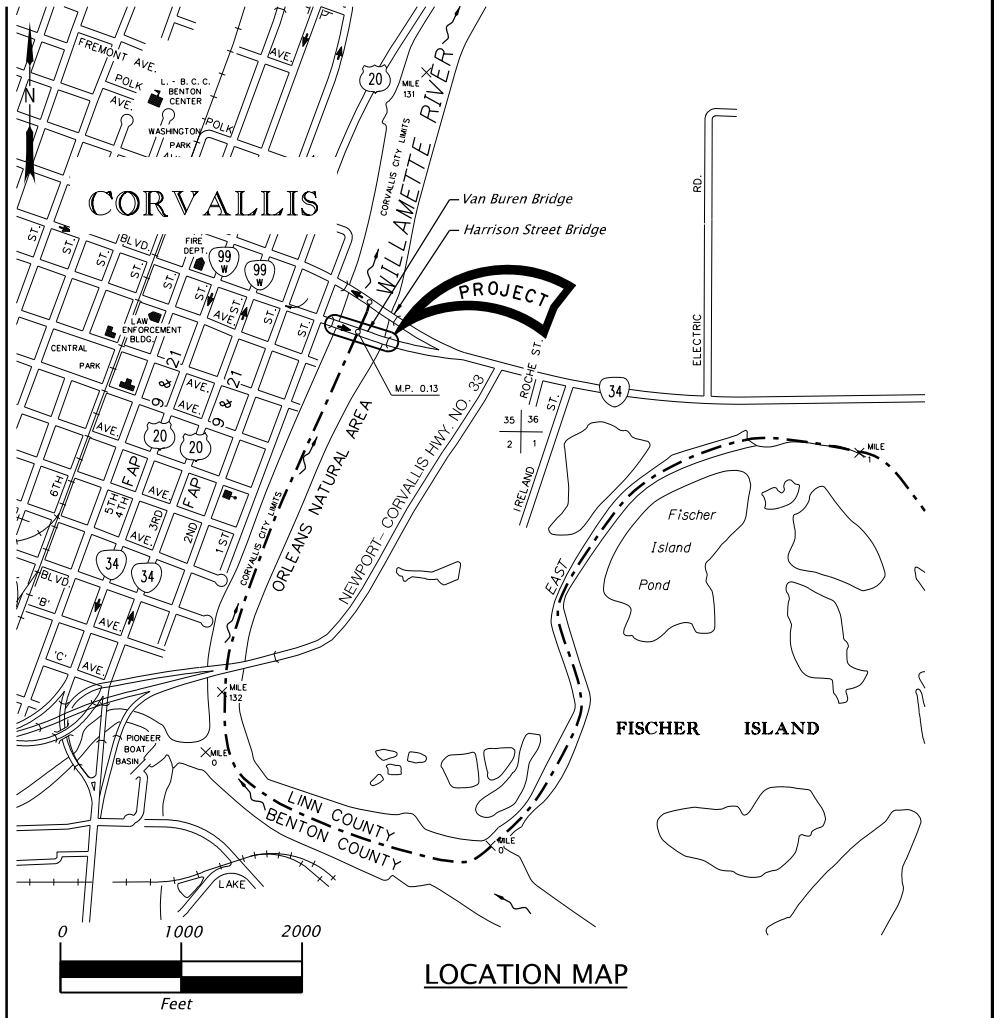 FREMONT AVE.
POLK
AVE.
L. - B. C. C.
BENTON
CENTER
WASHINGTON
PARK
POLK
AVE.
20
MILE
131
N
CORVALLIS
CORVALLIS CITY LIMITS
WILLAMETTE RIVER
Van Buren Bridge
Harrison Street Bridge
PROJECT
BLVD.
FIRE
DEPT.
99
W
99
W
ST.
ST.
ST.
ST.
ST.
ST.
ST.
ST.
AVE.
LAW
ENFORCEMENT
BLDG.
CENTRAL
PARK
9 & 21
9 & 21
AVE.
AVE.
AVE.
20
20
FAP
FAP
AVE.
AVE.
6TH
5TH
4TH
3RD
2ND
1 ST
34
34
BLVD.
'B'
AVE.
'C'
AVE.
M.P. 0.13
ROCHE ST.
34
ELECTRIC
RD.
35 36
2 1
IRELAND
ST.
ORLEANS NATURAL AREA
CORVALLIS CITY LIMITS
NEWPORT- CORVALLIS HWY. NO. 33
EAST
Fischer
Island
Pond
MILE
1
MILE
132
MILE
0
PIONEER
BOAT
BASIN
FISCHER ISLAND
LINN COUNTY
BENTON COUNTY
MILE
0
LAKE
0 1000 2000
Feet
LOCATION MAP